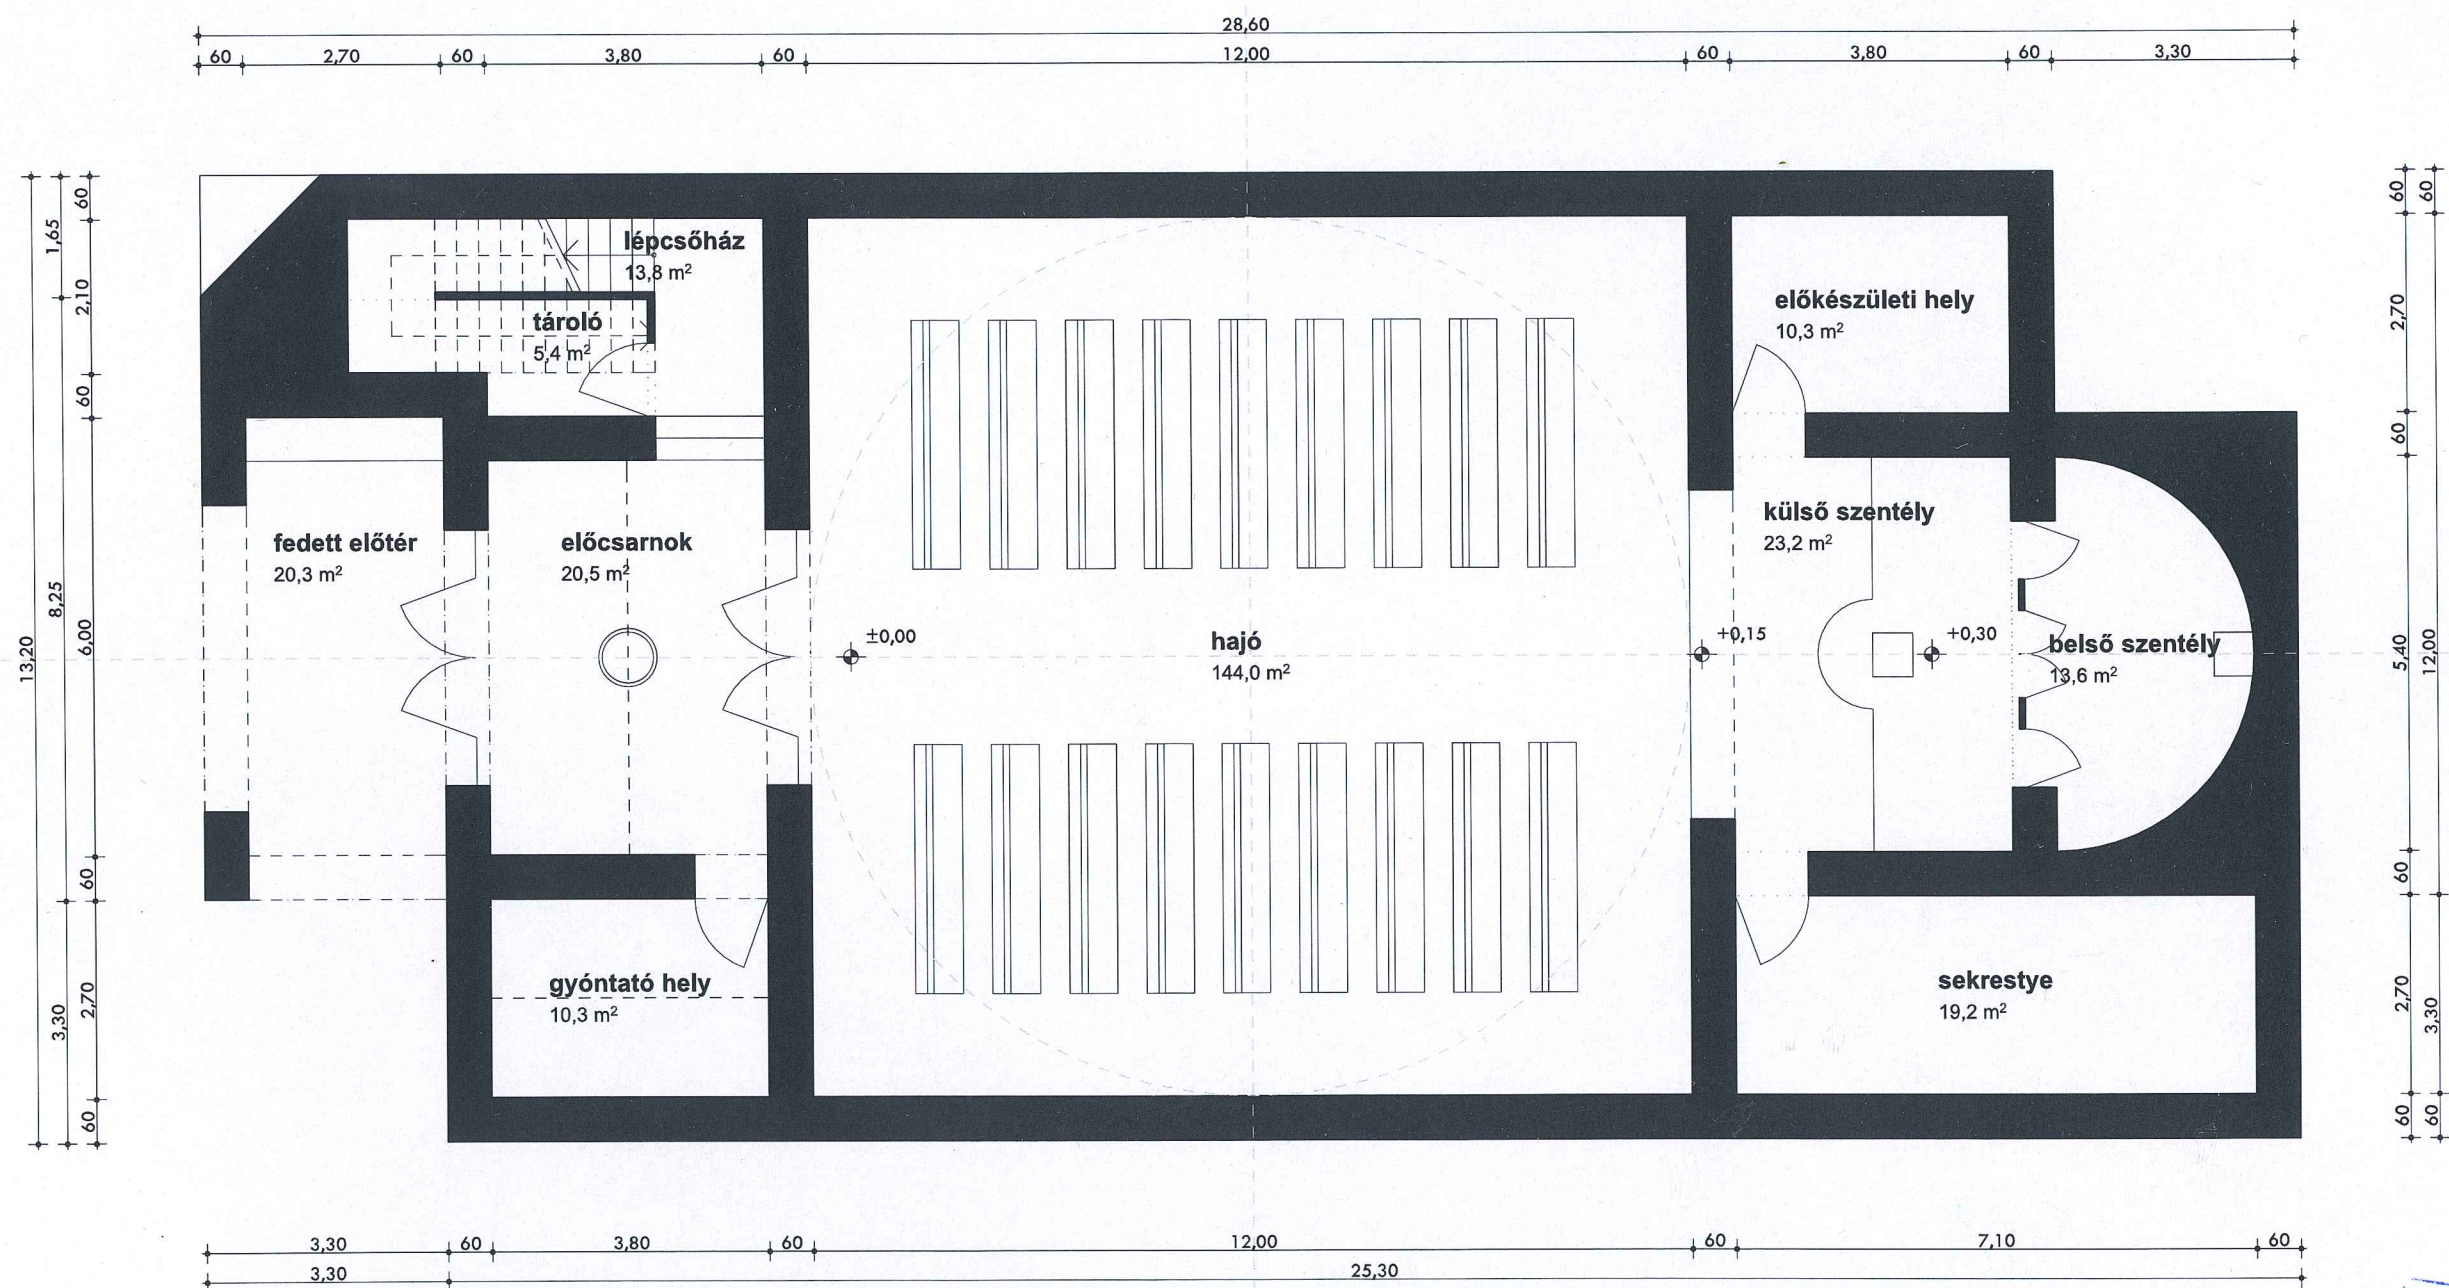 28,60
60 2,70 60 3,80 60 12,00 60 3,80 60 3,30
13,20
1,65 8,25 3,30
60 2,10 60 6,00 60 2,70 60
lépcsőház
13,8 m²
tároló
5,4 m²
előkészületi hely
10,3 m²
fedett előtér
20,3 m²
előcsarnok
20,5 m²
külső szentély
23,2 m²
±0,00
hajó
144,0 m²
+0,15
+0,30
belső szentély
13,6 m²
gyóntató hely
10,3 m²
sekrestye
19,2 m²
60 2,70 60 5,40 60 2,70 60
60 12,00 3,30 60
3,30 60 3,80 60 12,00 60 7,10 60
3,30 25,30